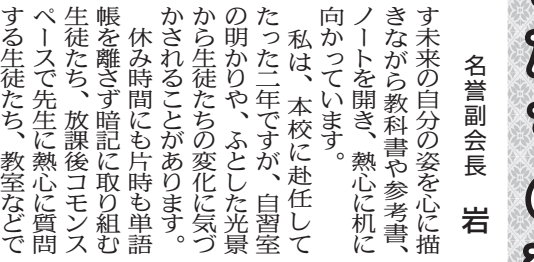 名誉副会長　岩
す未来の自分の姿を心に描
きながら教科書や参考書、
ノートを開き、熱心に机に
向かっています。
　私は、本校に赴任して
たった二年ですが、自習室
の明かりや、ふとした光景
から生徒たちの変化に気づ
かされることがあります。
　休み時間にも片時も単語
帳を離さず暗記に取り組む
生徒たち、放課後コモンス
ペースで先生に熱心に質問
する生徒たち、教室などで